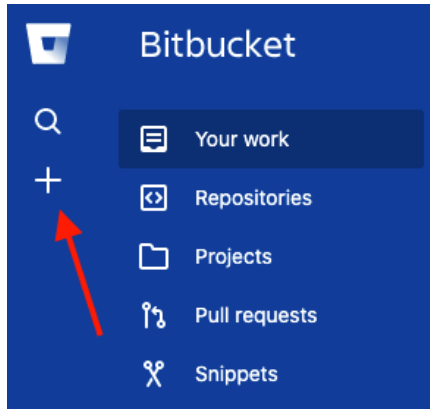 Bitbucket
Your work
Repositories
Projects
Pull requests
Snippets